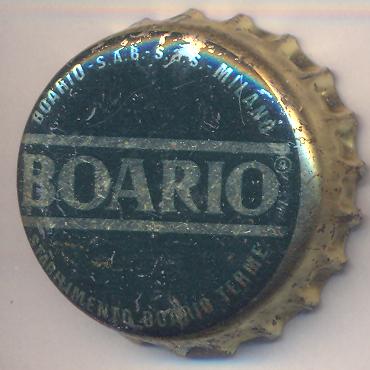 BOARIO - S.A.B. - S.A.S. - MILANO
BOARIO
STABILIMENTO BOARIO TERME